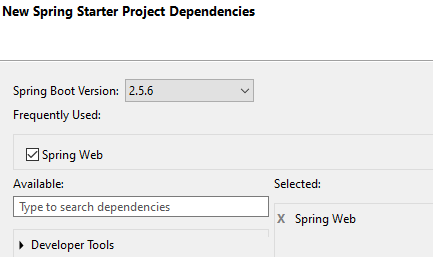 New Spring Starter Project Dependencies
Spring Boot Version: 2.5.6
Frequently Used:
Spring Web
Available:
Selected:
Type to search dependencies
X Spring Web
Developer Tools